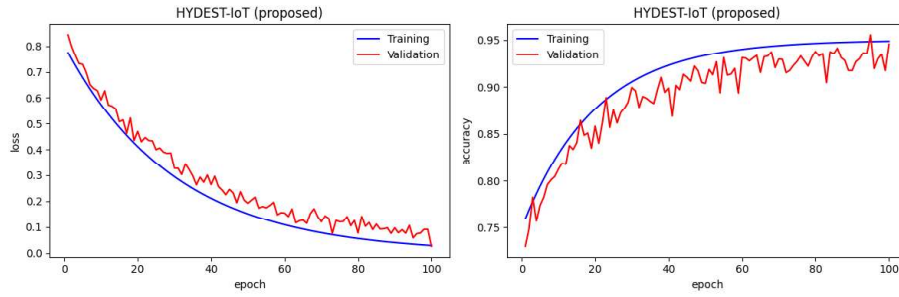 HYDEST-IoT (proposed)
0.8
0.7
0.6
0.5
0.4
0.3
0.2
0.1
0.0
loss
Training
Validation
0 20 40 60 80 100
epoch
HYDEST-IoT (proposed)
0.95
0.90
0.85
0.80
0.75
accuracy
Training
Validation
0 20 40 60 80 100
epoch